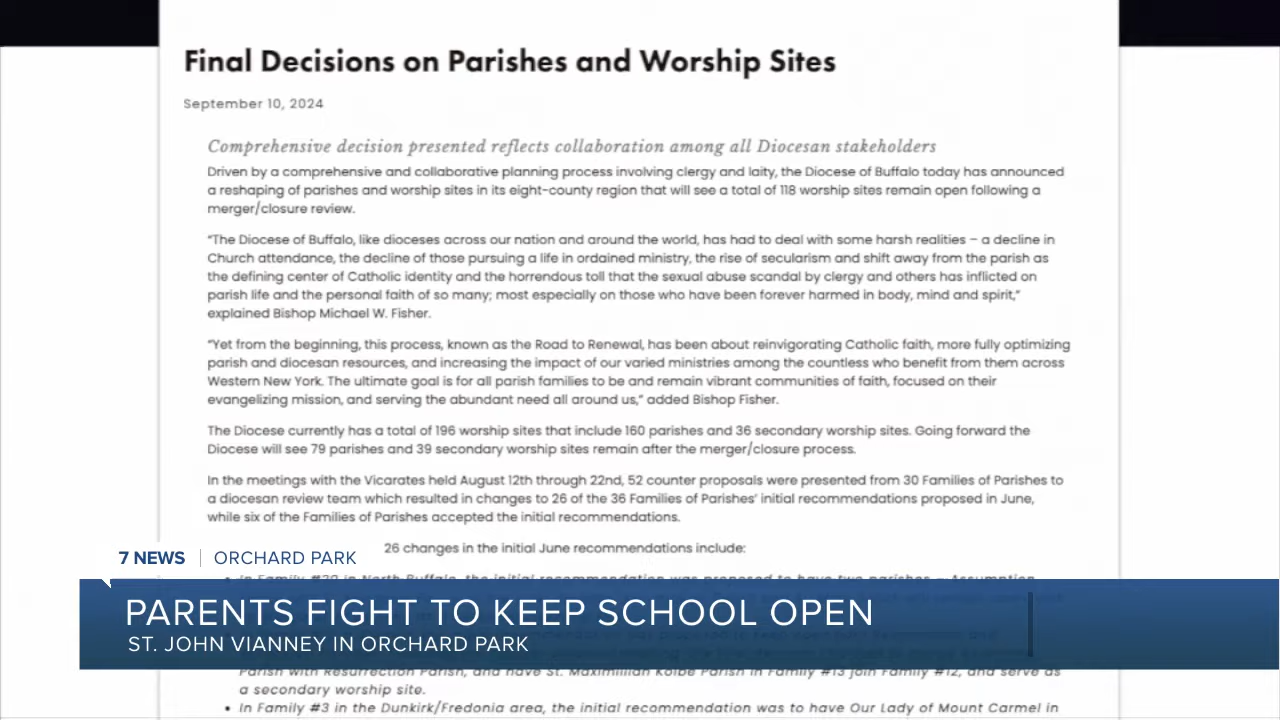 Final Decisions on Parishes and Worship Sites
September 10, 2024
Comprehensive decision presented reflects collaboration among all Diocesan stakeholders
Driven by a comprehensive and collaborative planning process involving clergy and laity, the Diocese of Buffalo today has announced
a reshaping of parishes and worship sites in its eight-county region that will see a total of 118 worship sites remain open following a
merger/closure review.
“The Diocese of Buffalo, like dioceses across our nation and around the world, has had to deal with some harsh realities – a decline in
Church attendance, the decline of those pursuing a life in ordained ministry, the rise of secularism and shift away from the parish as
the defining center of Catholic identity and the horrendous toll that the sexual abuse scandal by clergy and others has inflicted on
parish life and the personal faith of so many; most especially on those who have been forever harmed in body, mind and spirit,”
explained Bishop Michael W. Fisher.
“Yet from the beginning, this process, known as the Road to Renewal, has been about reinvigorating Catholic faith, more fully optimizing
parish and diocesan resources, and increasing the impact of our varied ministries among the countless who benefit from them across
Western New York. The ultimate goal is for all parish families to be and remain vibrant communities of faith, focused on their
evangelizing mission, and serving the abundant need all around us,” added Bishop Fisher.
The Diocese currently has a total of 196 worship sites that include 160 parishes and 36 secondary worship sites. Going forward the
Diocese will see 79 parishes and 39 secondary worship sites remain after the merger/closure process.
In the meetings with the Vicarates held August 12th through 22nd, 52 counter proposals were presented from 30 Families of Parishes to
a diocesan review team which resulted in changes to 26 of the 36 Families of Parishes’ initial recommendations proposed in June,
while six of the Families of Parishes accepted the initial recommendations.
26 changes in the initial June recommendations include:
7 NEWS | ORCHARD PARK
In Family #30 in North Buffalo, the initial recommendation was proposed to have two parishes – Assumption
PARENTS FIGHT TO KEEP SCHOOL OPEN
ST. JOHN VIANNEY IN ORCHARD PARK
Parish with Resurrection Parish, and have St. Maximillian Kolbe Parish in Family #13 join Family #12, and serve as
a secondary worship site.
• In Family #3 in the Dunkirk/Fredonia area, the initial recommendation was to have Our Lady of Mount Carmel in